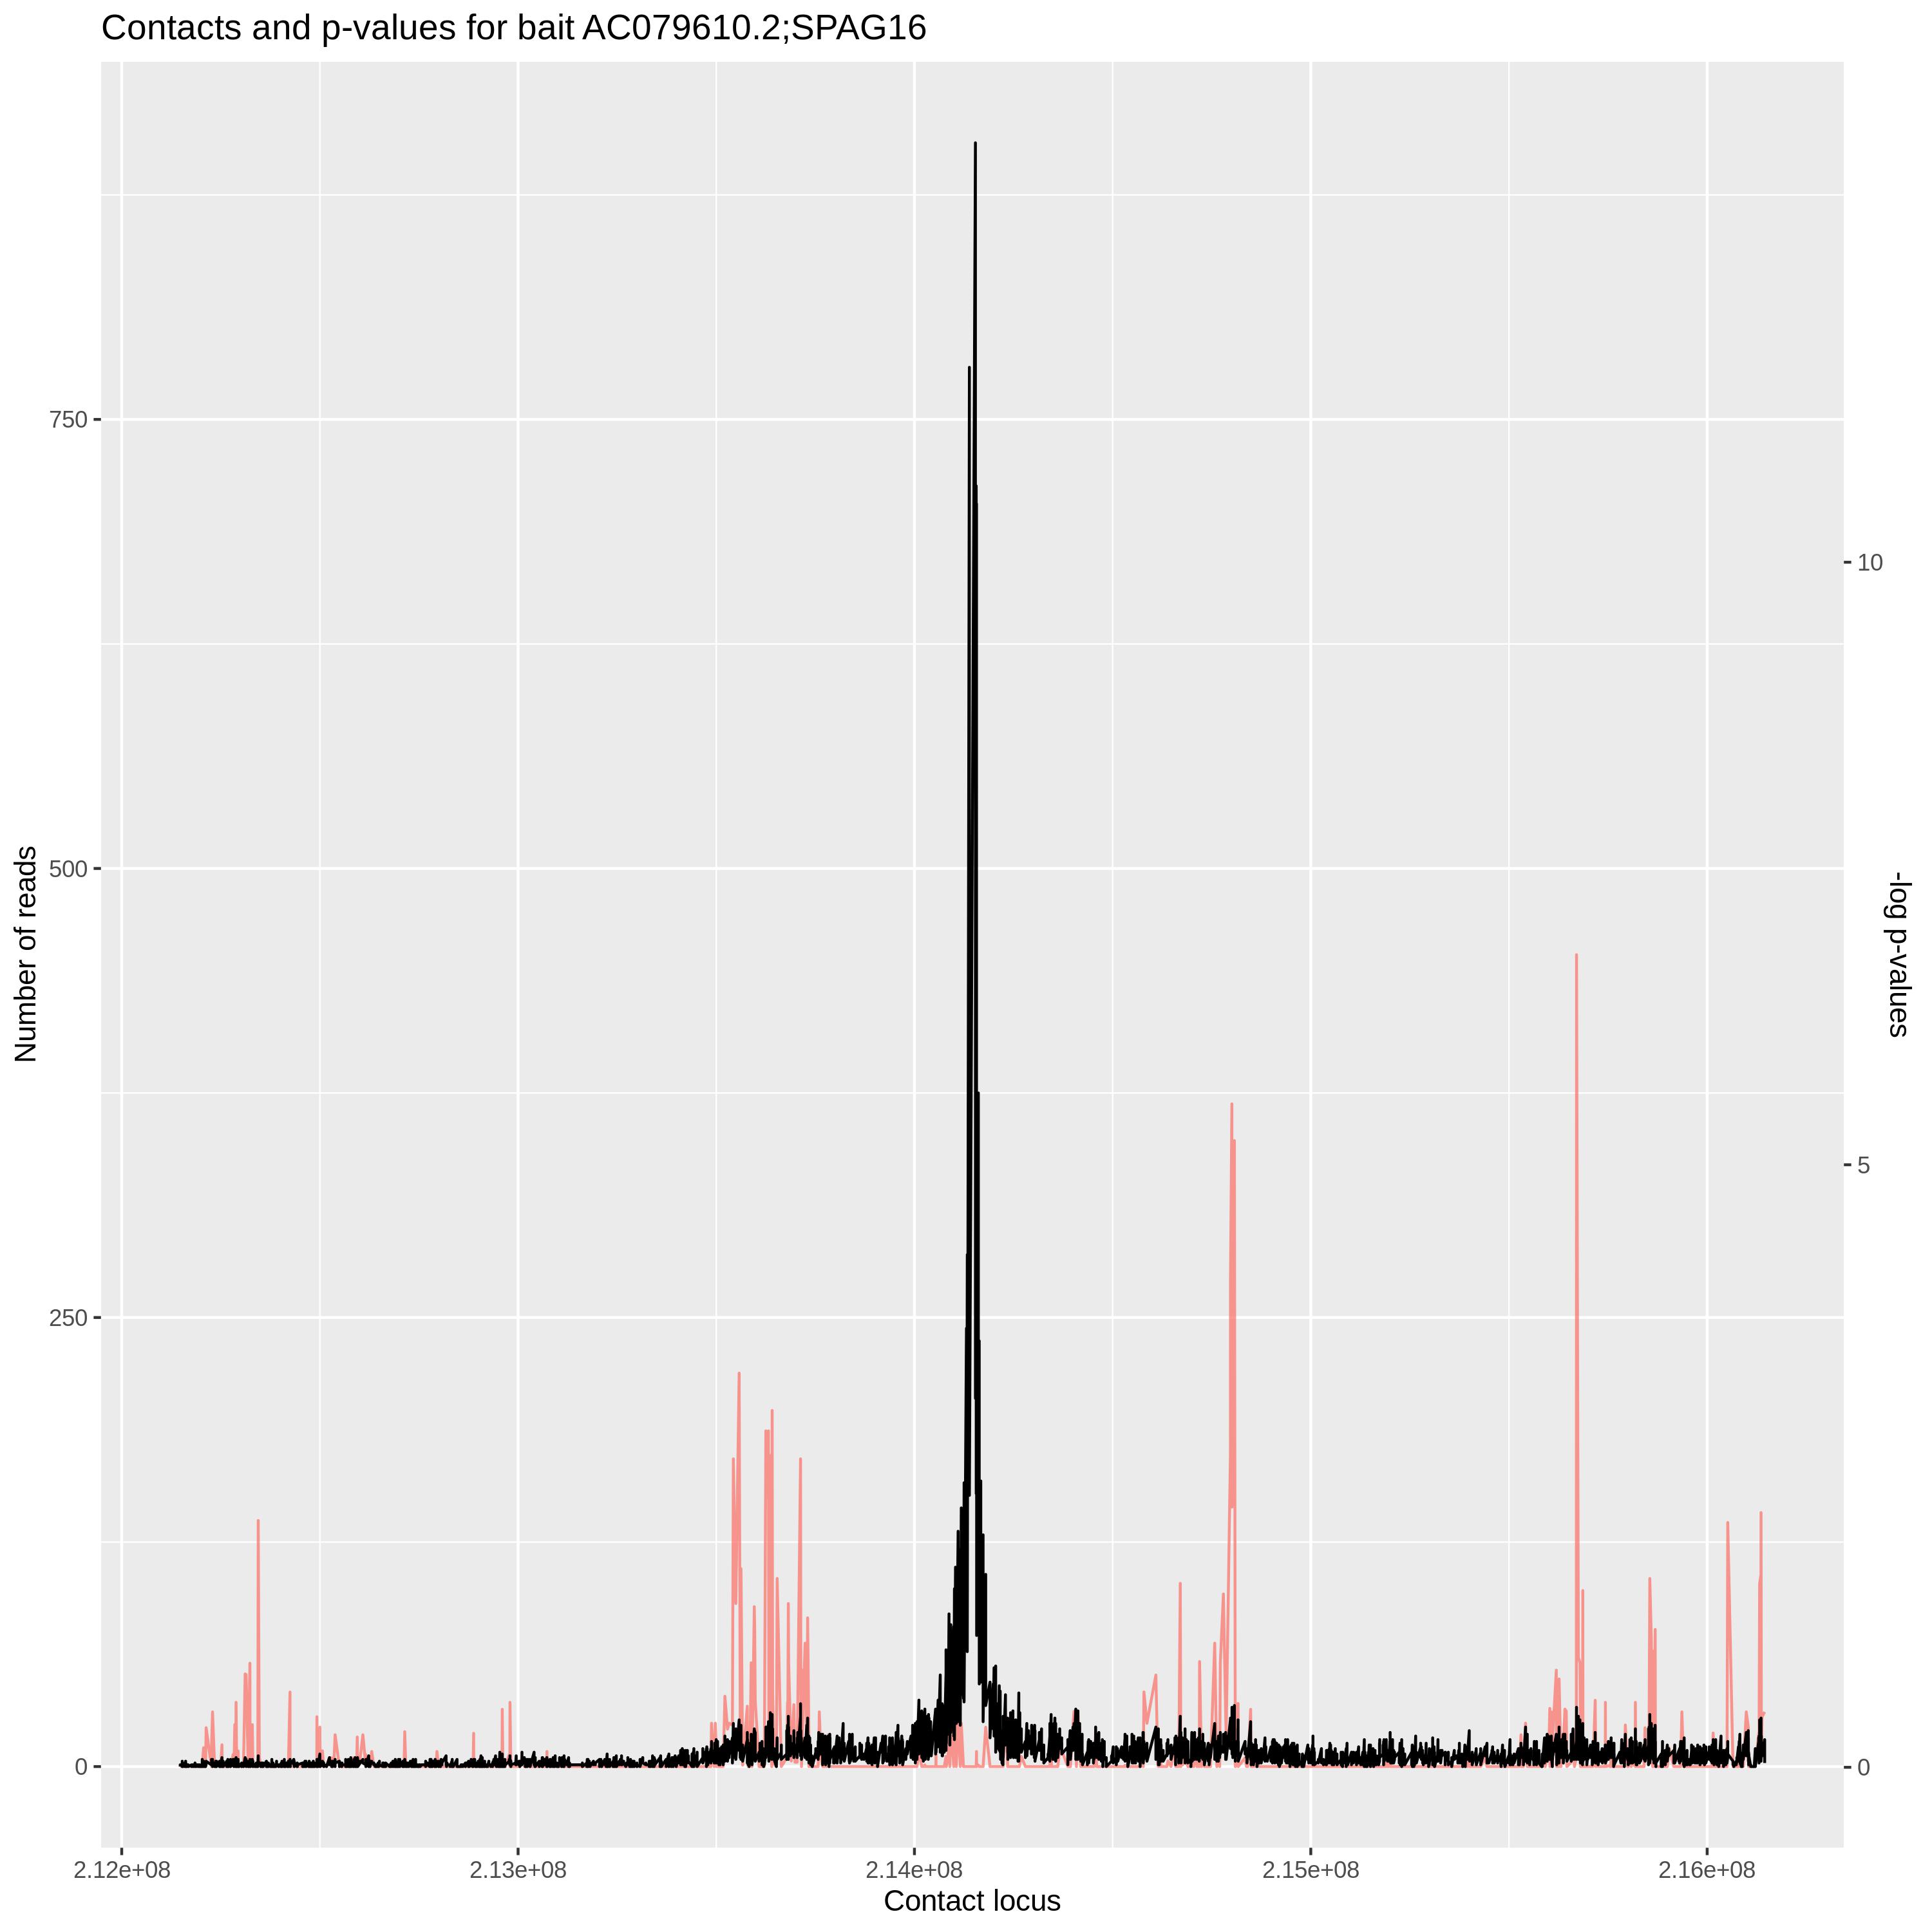 Contacts and p-values for bait AC079610.2;SPAG16
750
500
250
0
Number of reads
10
5
0
-log p-values
2.12e+08 2.13e+08 2.14e+08 2.15e+08 2.16e+08
Contact locus